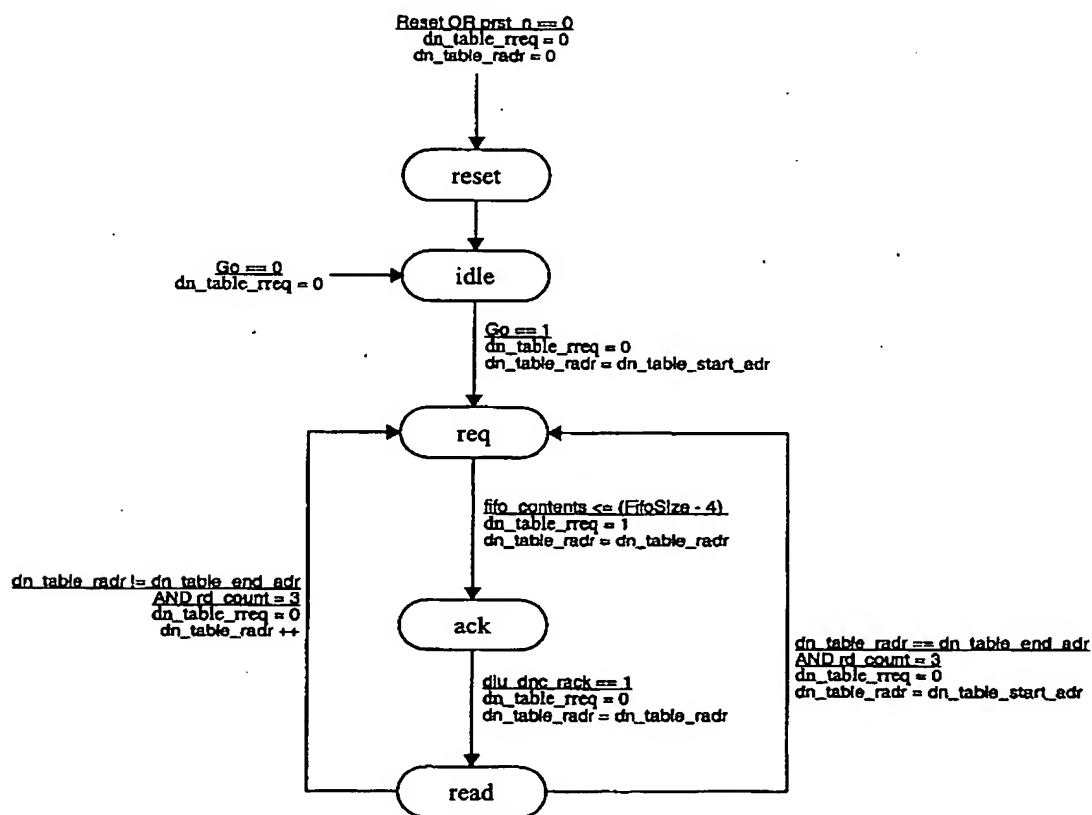 Reset OR prst_n == 0
dn_table_rreq = 0
dn_table_radr = 0
reset
idle
Go == 0
dn_table_rreq = 0
Go == 1
dn_table_rreq = 0
dn_table_radr = dn_table_start_adr
req
fifo_contents <= (FifoSize - 4)
dn_table_rreq = 1
dn_table_radr = dn_table_radr
dn_table_radr != dn_table_end_adr
AND rd_count = 3
dn_table_rreq = 0
dn_table_radr ++
ack
dn_table_radr == dn_table_end_adr
AND rd_count = 3
dn_table_rreq = 0
dn_table_radr = dn_table_start_adr
diu_dnc_rack == 1
dn_table_rreq = 0
dn_table_radr = dn_table_radr
read